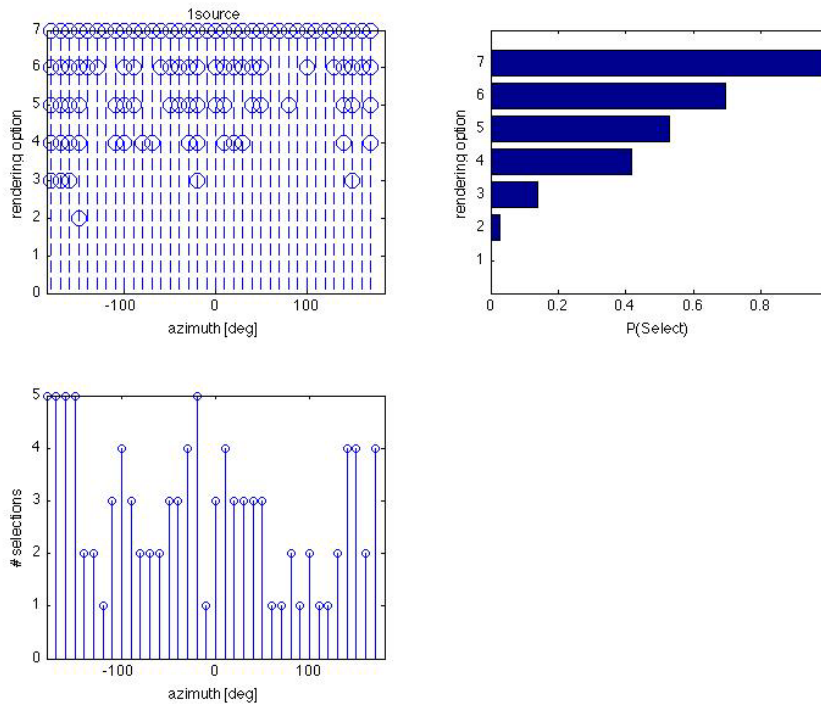 1source
7
6
5
4
3
2
1
0
rendering option
-100 0 100
azimuth [deg]
7
6
5
4
3
2
1
rendering option
0 0.2 0.4 0.6 0.8
P(Select)
5
4
3
2
1
0
# selections
-100 0 100
azimuth [deg]